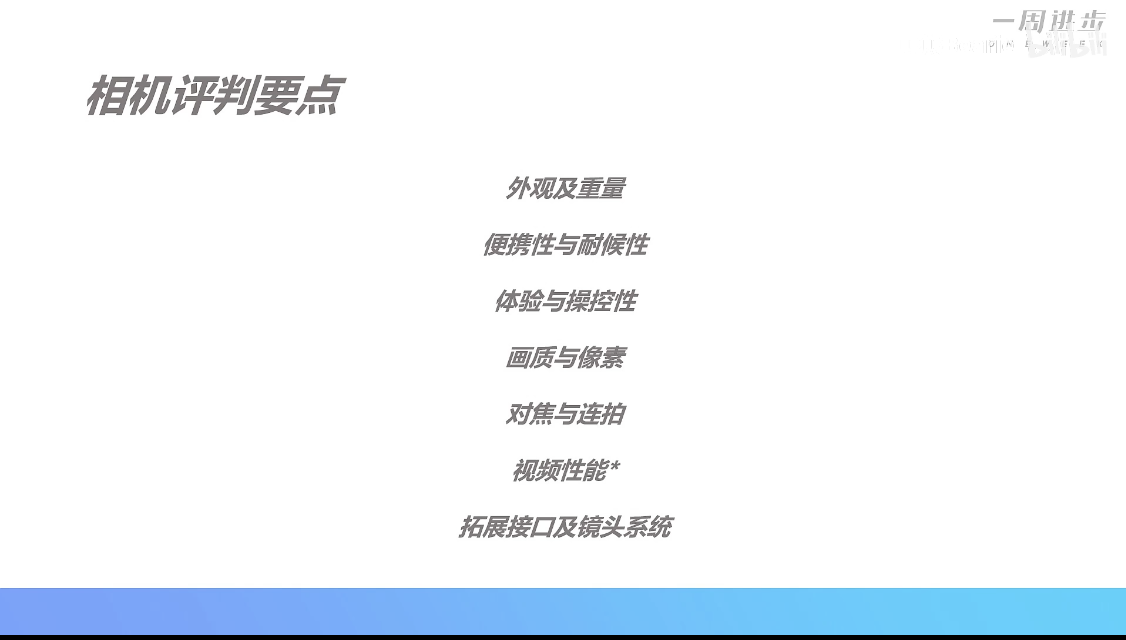 一周进步
bilibili
相机评判要点
外观及重量
便携性与耐候性
体验与操控性
画质与像素
对焦与连拍
视频性能*
拓展接口及镜头系统